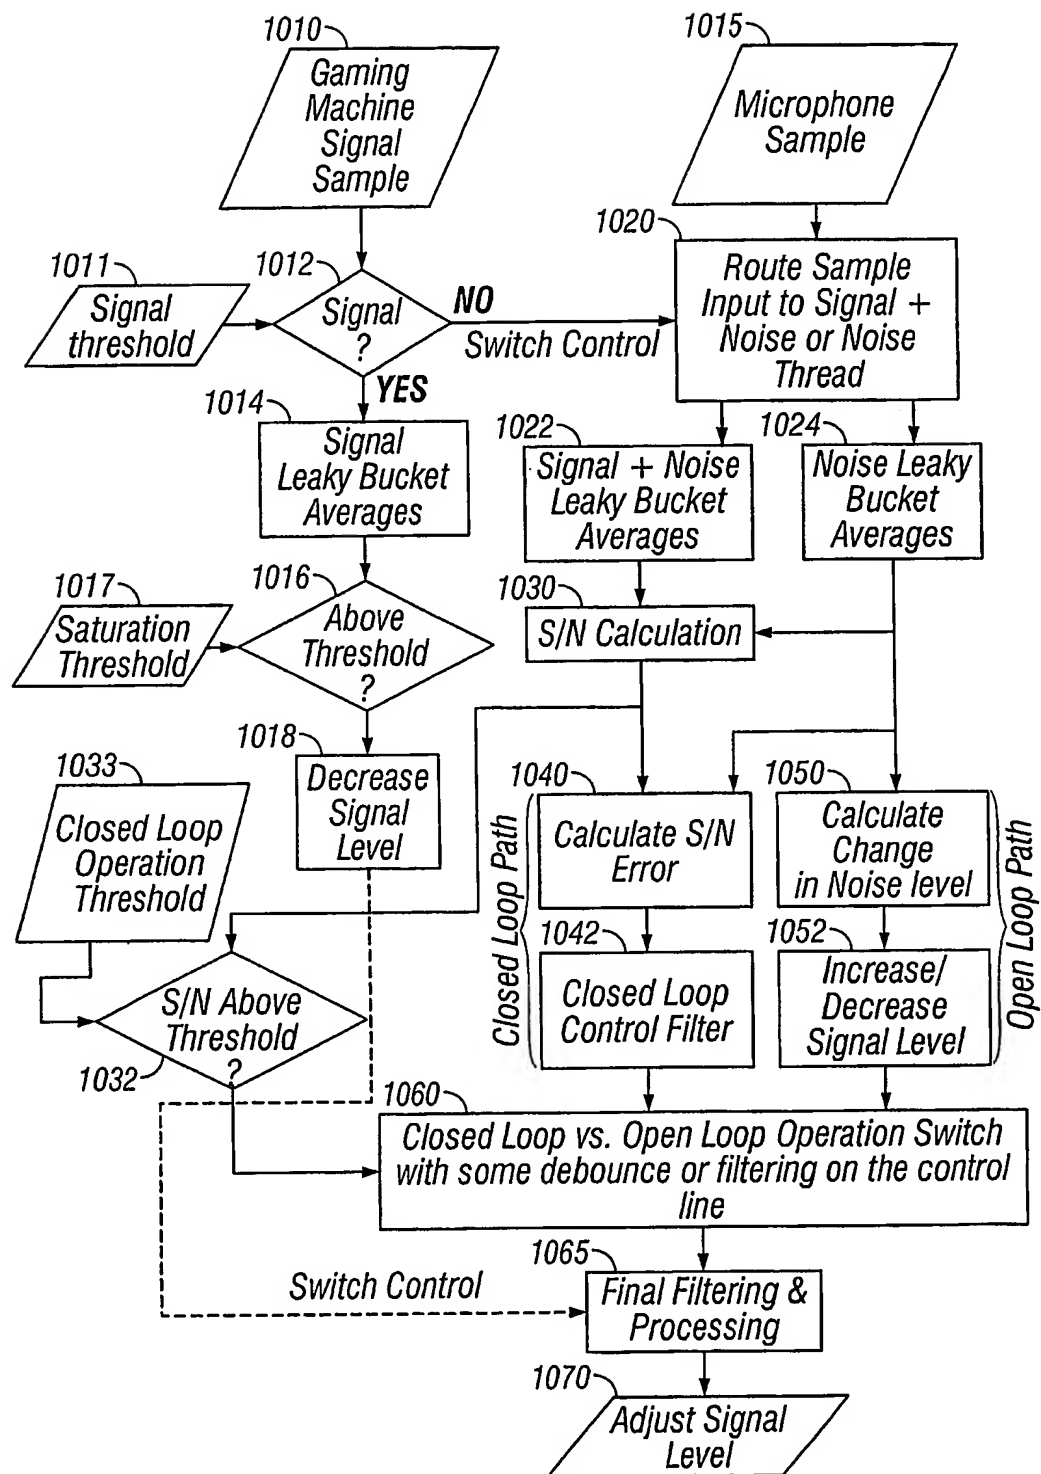 1010
Gaming
Machine
Signal
Sample
1015
Microphone
Sample
1011
Signal
threshold
1012
Signal
?
NO
Switch Control
YES
1020
Route Sample
Input to Signal +
Noise or Noise
Thread
1014
Signal
Leaky Bucket
Averages
1022
Signal + Noise
Leaky Bucket
Averages
1024
Noise Leaky
Bucket
Averages
1017
Saturation
Threshold
1016
Above
Threshold
?
1030
S/N Calculation
1018
Decrease
Signal
Level
1033
Closed Loop
Operation
Threshold
1032
S/N Above
Threshold
?
Closed Loop Path
1040
Calculate S/N
Error
1042
Closed Loop
Control Filter
1050
Calculate
Change
in Noise level
1052
Increase/
Decrease
Signal Level
Open Loop Path
1060
Closed Loop vs. Open Loop Operation Switch
with some debounce or filtering on the control
line
Switch Control
1065
Final Filtering &
Processing
1070
Adjust Signal
Level